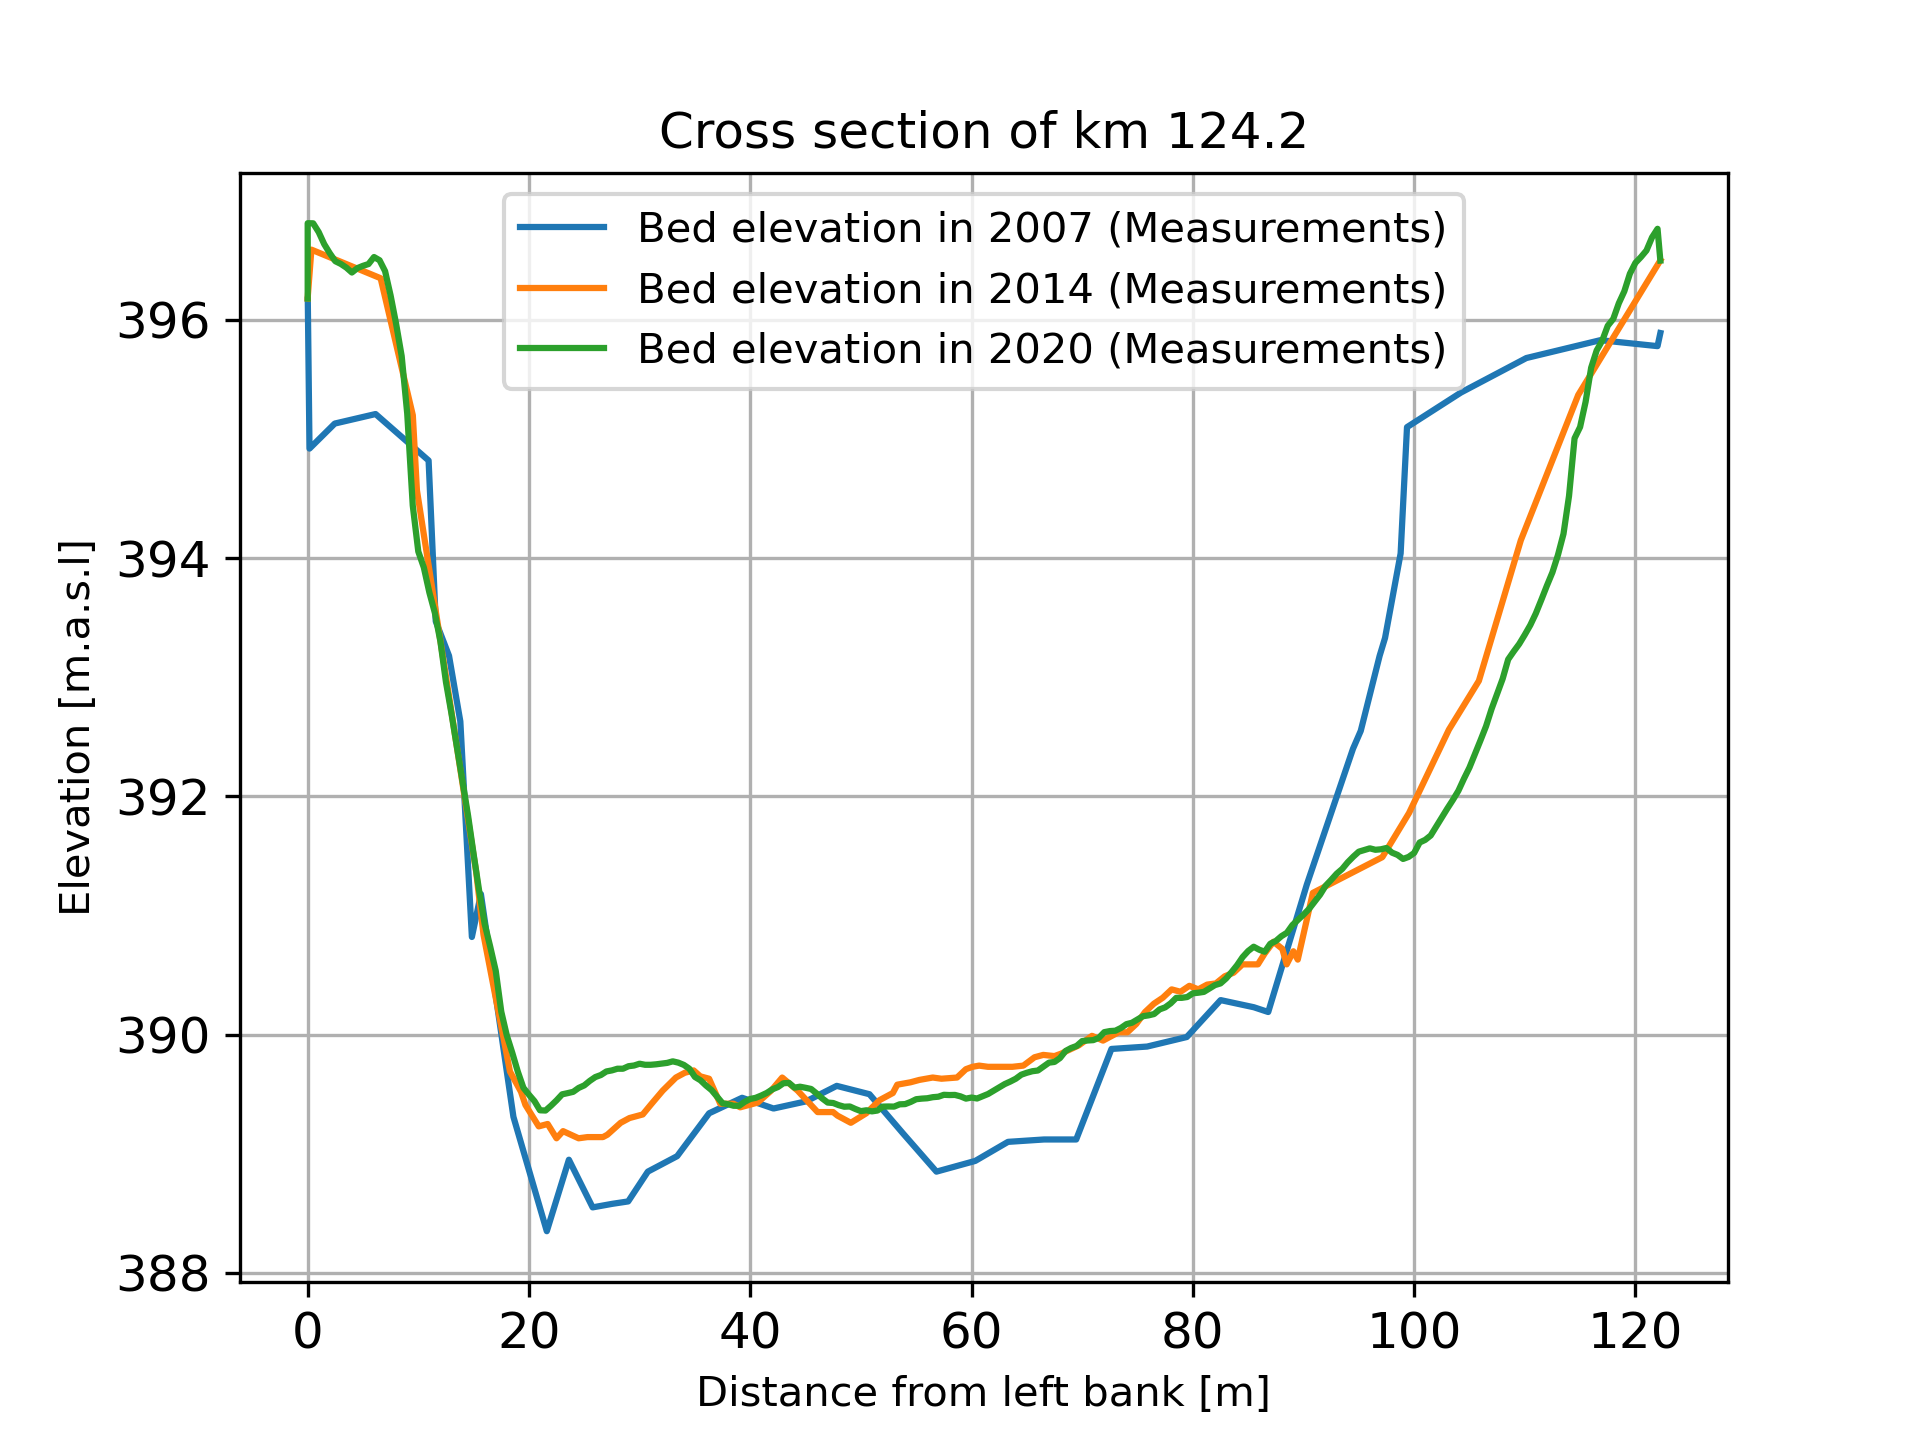 Cross section of km 124.2
Bed elevation in 2007 (Measurements)
Bed elevation in 2014 (Measurements)
Bed elevation in 2020 (Measurements)
396
394
392
390
388
Elevation [m.a.s.l]
0 20 40 60 80 100 120
Distance from left bank [m]